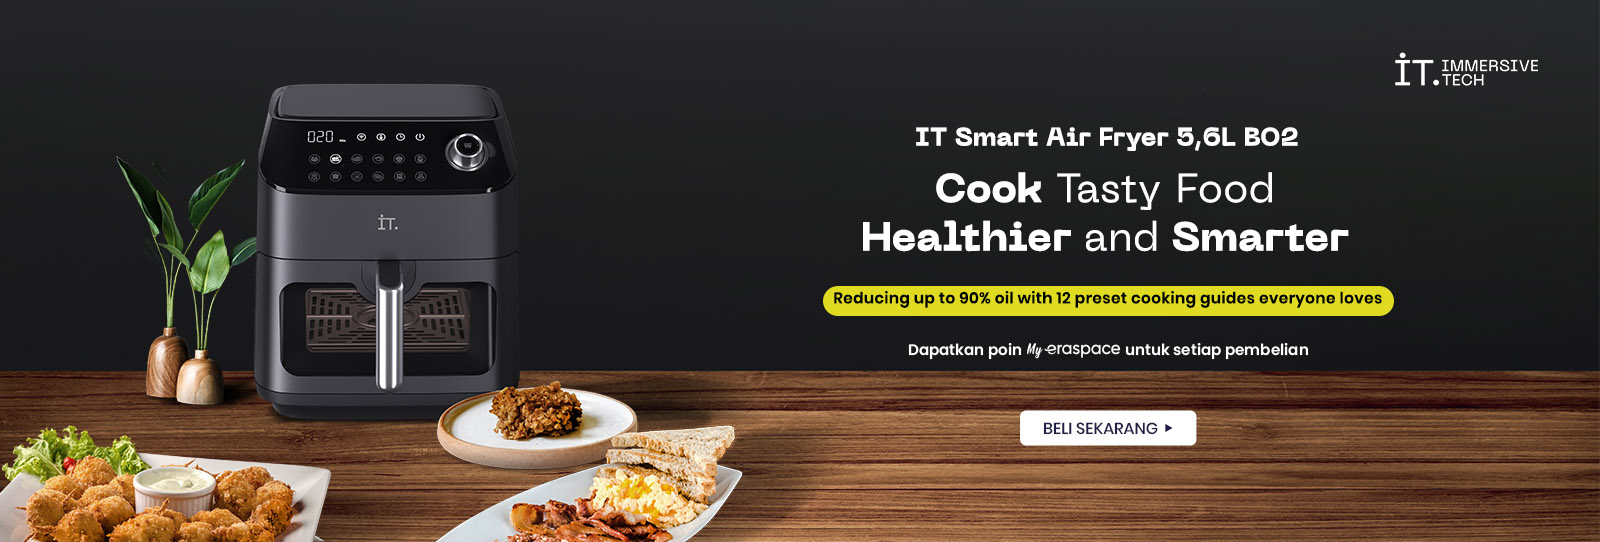 IT. IMMERSIVE
TECH
IT Smart Air Fryer 5,6L B02
Cook Tasty Food
Healthier and Smarter
Reducing up to 90% oil with 12 preset cooking guides everyone loves
Dapatkan poin My eraspace untuk setiap pembelian
BELI SEKARANG
020
IT.